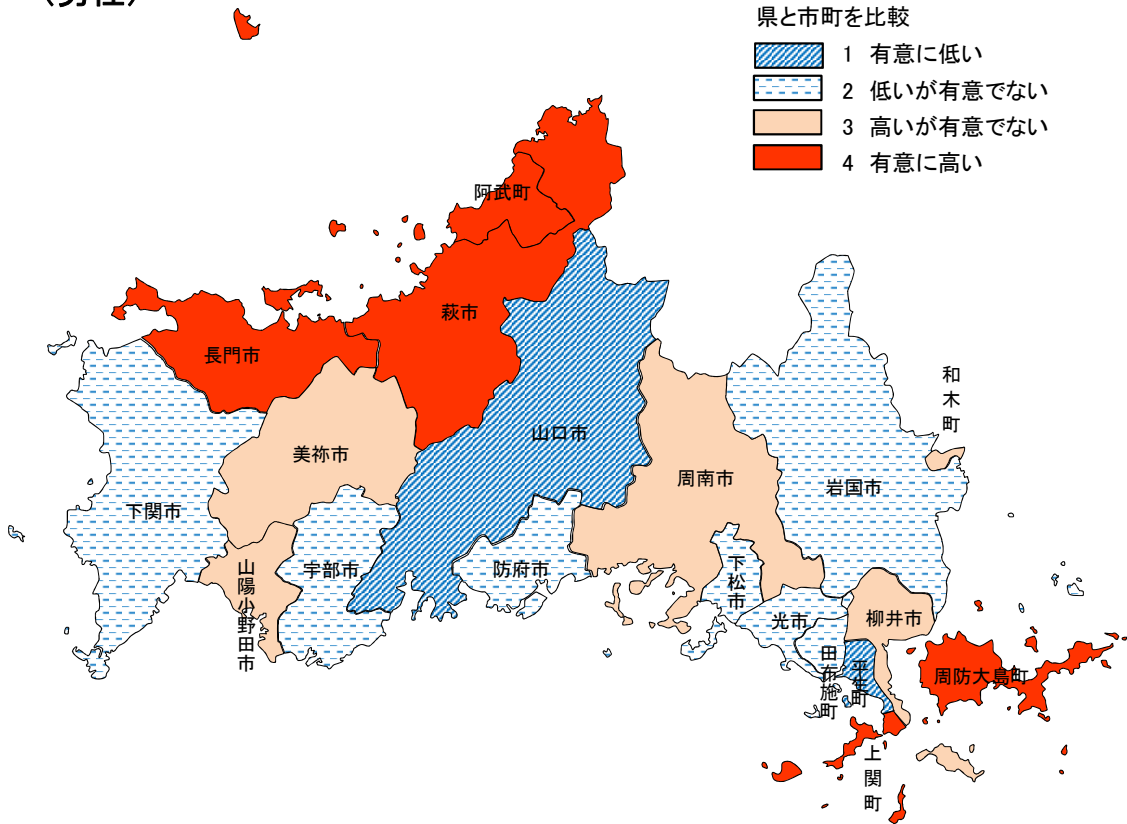 (男性)
県と市町を比較
1 有意に低い
2 低いが有意でない
3 高いが有意でない
4 有意に高い
阿武町
萩市
長門市
和木町
山口市
美祢市
周南市
岩国市
下関市
宇部市
防府市
下松市
山陽小野田市
光市
柳井市
田布施町
平生町
周防大島町
上関町